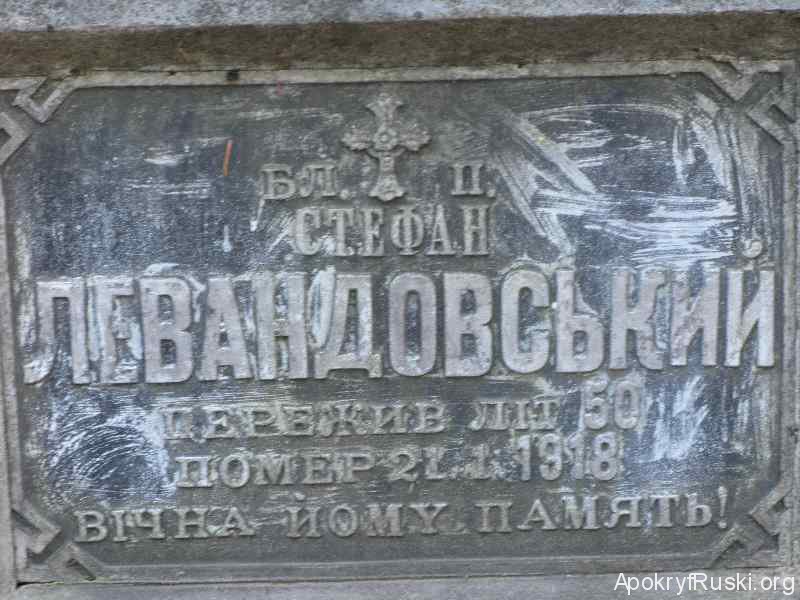 БЛ. П.
СТЕФАН
ЛЕВАНДОВСЬКИЙ
ПЕРЕЖИВ ЛІТ 50
ПОМЕР 21.1.1918
ВІЧНА ЙОМУ ПАМЯТЬ!
ApokryfRuski.org